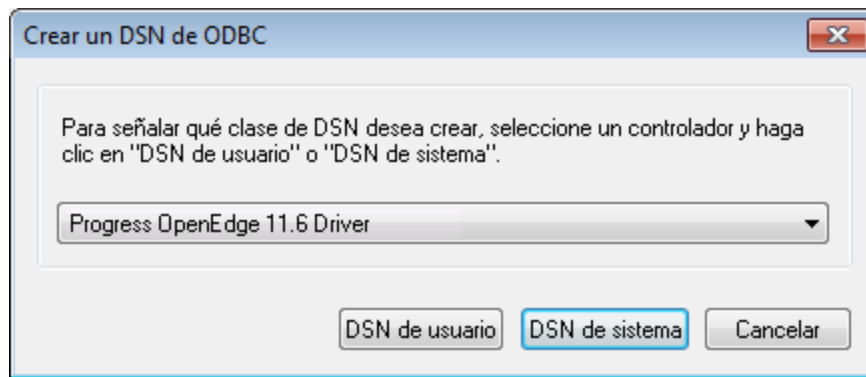 Crear un DSN de ODBC
Para señalar qué clase de DSN desea crear, seleccione un controlador y haga
clic en "DSN de usuario" o "DSN de sistema".
Progress OpenEdge 11.6 Driver
DSN de usuario DSN de sistema Cancelar